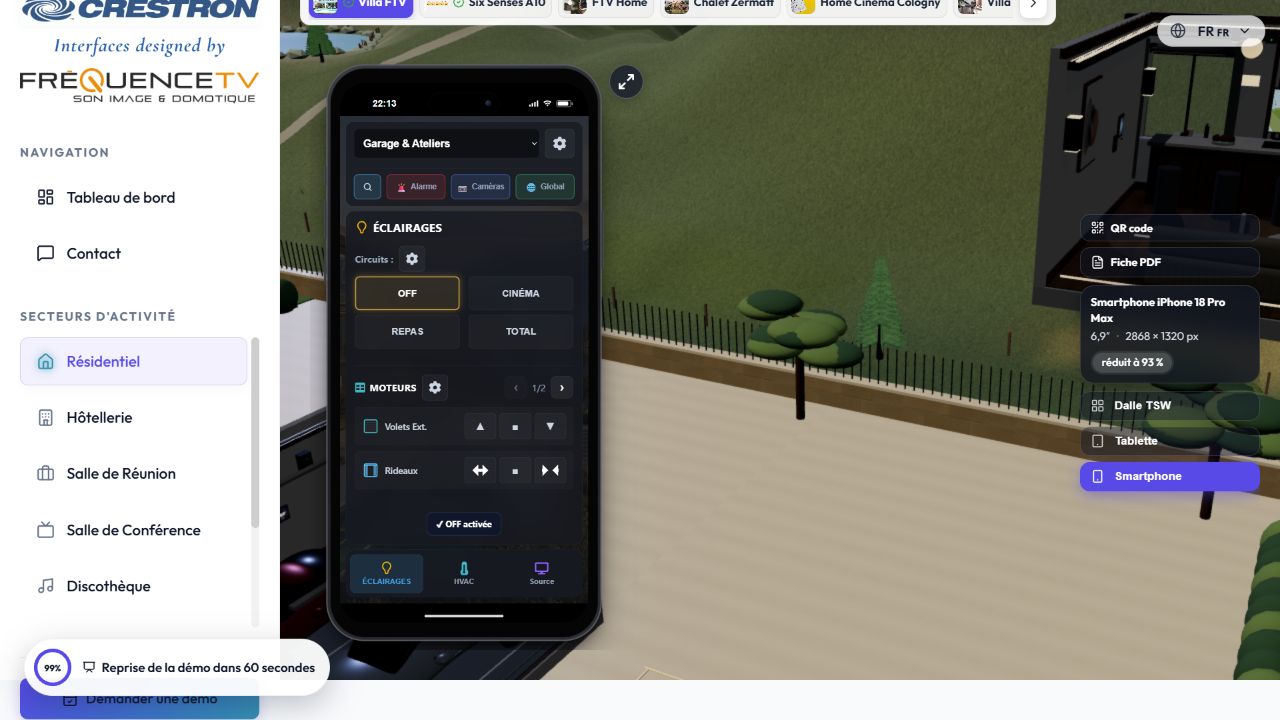 CRESTRON
Interfaces designed by
FRÉQUENCETV
SON IMAGE & DOMOTIQUE
NAVIGATION
Tableau de bord
Contact
SECTEURS D'ACTIVITÉ
Résidentiel
Hôtellerie
Salle de Réunion
Salle de Conférence
Discothèque
99%
Reprise de la démo dans 60 secondes
Demander une démo
Villa FTV
Six Senses A10
FTV Home
Chalet Zermatt
Home Cinéma Cologny
Villa
FR FR
22:13
Garage & Ateliers
Alarme
Caméras
Global
ÉCLAIRAGES
Circuits :
OFF
CINÉMA
REPAS
TOTAL
MOTEURS
‹ 1/2 ›
Volets Ext.
▲ ■ ▼
Rideaux
✓ OFF activée
ÉCLAIRAGES
HVAC
Source
QR code
Fiche PDF
Smartphone iPhone 18 Pro
Max
6,9" · 2868 × 1320 px
réduit à 93 %
Dalle TSW
Tablette
Smartphone